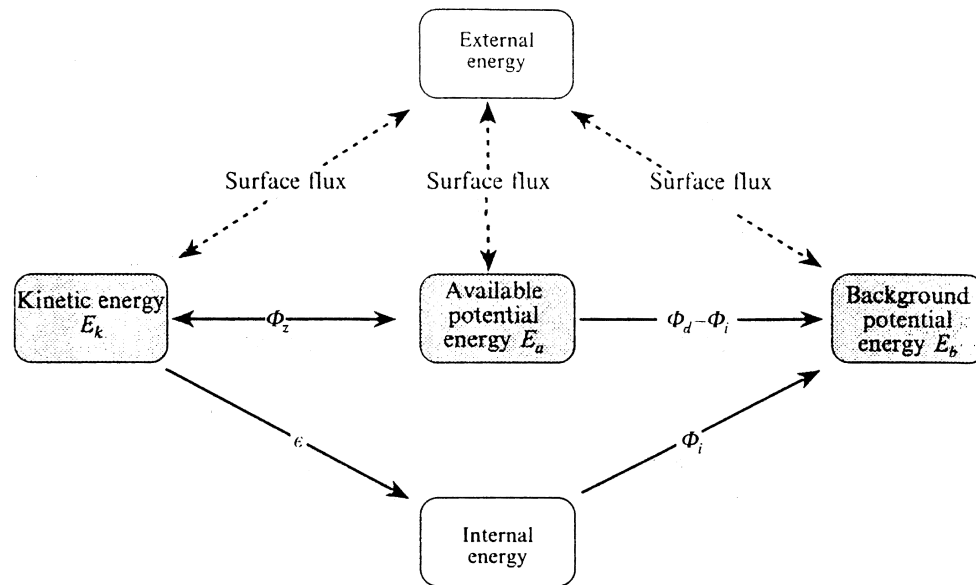 External
energy
Surface flux
Surface flux
Surface flux
Kinetic energy
E_k
Φ_z
Available
potential
energy E_a
Φ_d−Φ_i
Background
potential
energy E_b
ϵ
Φ_i
Internal
energy